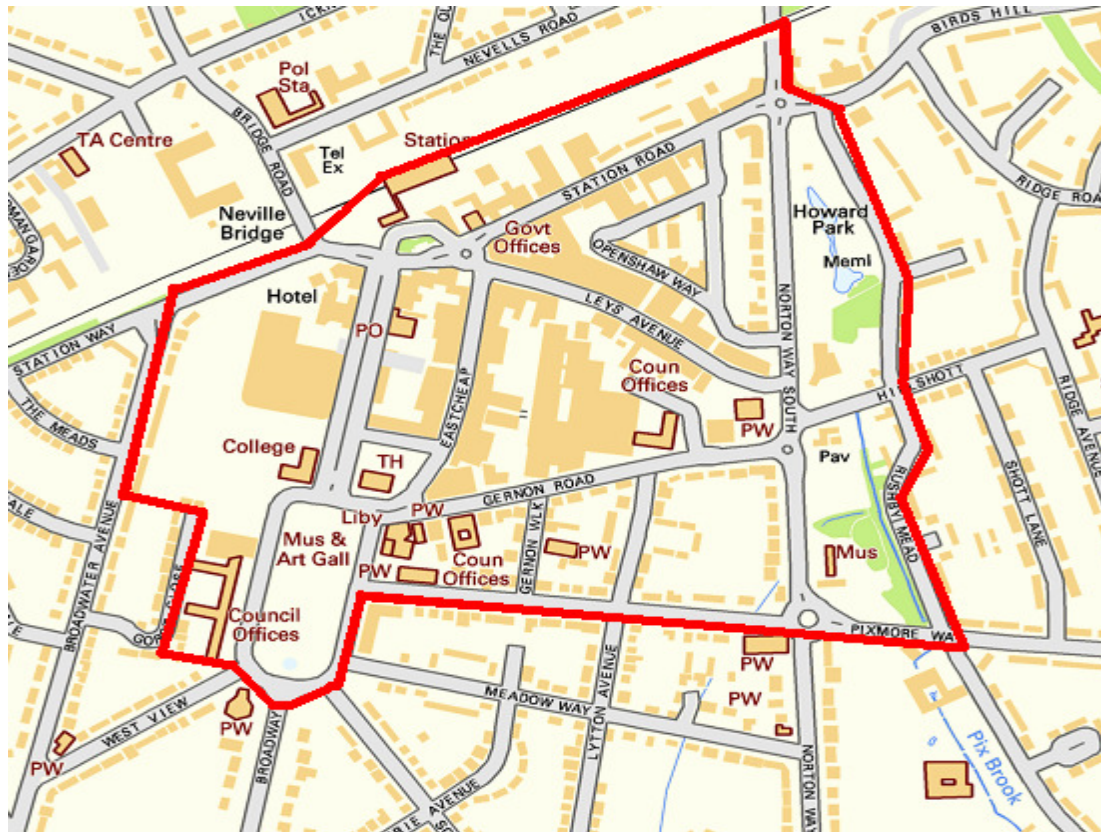 ICKN
THE QU
NEVELLS ROAD
BIRDS HILL
Pol
Sta
BRIDGE ROAD
TA Centre
Tel
Ex
Station
STATION ROAD
RIDGE ROAD
Neville
Bridge
Govt
Offices
Howard
Park
Meml
OPENSHAW WAY
Hotel
LEYS AVENUE
NORTON WAY SOUTH
PO
STATION WAY
THE MEADS
EASTCHEAP
Coun
Offices
PW
HILLSHOTT
RIDGE AVENUE
College
TH
Pav
GERNON ROAD
RUSHBY MEAD
SHOTT LANE
Liby
PW
Mus &
Art Gall
PW
Coun
Offices
GERNON WLK
PW
Mus
BROADWATER AVENUE
Council
Offices
PIXMORE WAY
PW
PW
MEADOW WAY
LYTTON AVENUE
WEST VIEW
PW
BROADWAY
PW
NORTON WAY
Pix Brook